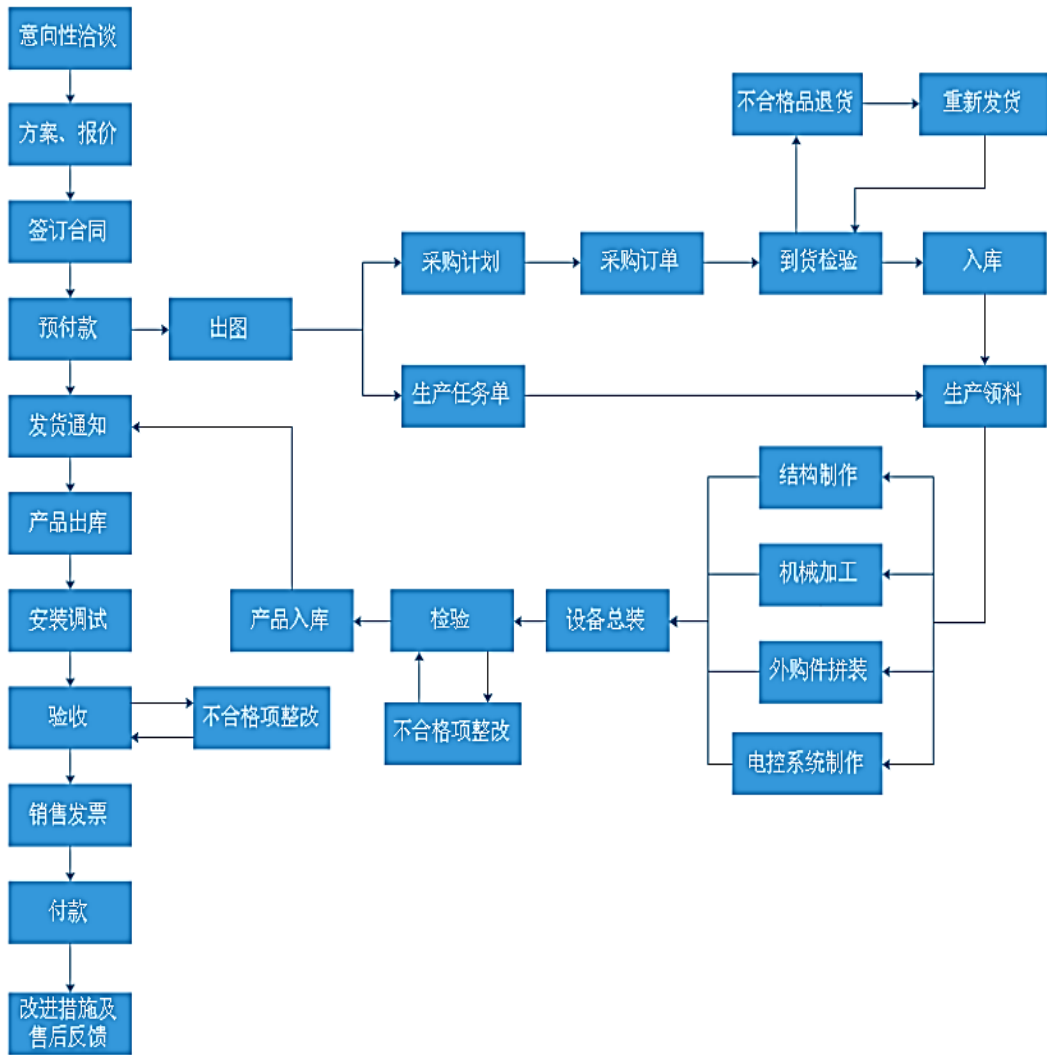 意向性洽谈
方案、报价
签订合同
预付款
出图
采购计划
采购订单
到货检验
不合格品退货
重新发货
入库
生产任务单
生产领料
结构制作
机械加工
外购件拼装
电控系统制作
设备总装
检验
不合格项整改
产品入库
发货通知
产品出库
安装调试
验收
不合格项整改
销售发票
付款
改进措施及
售后反馈